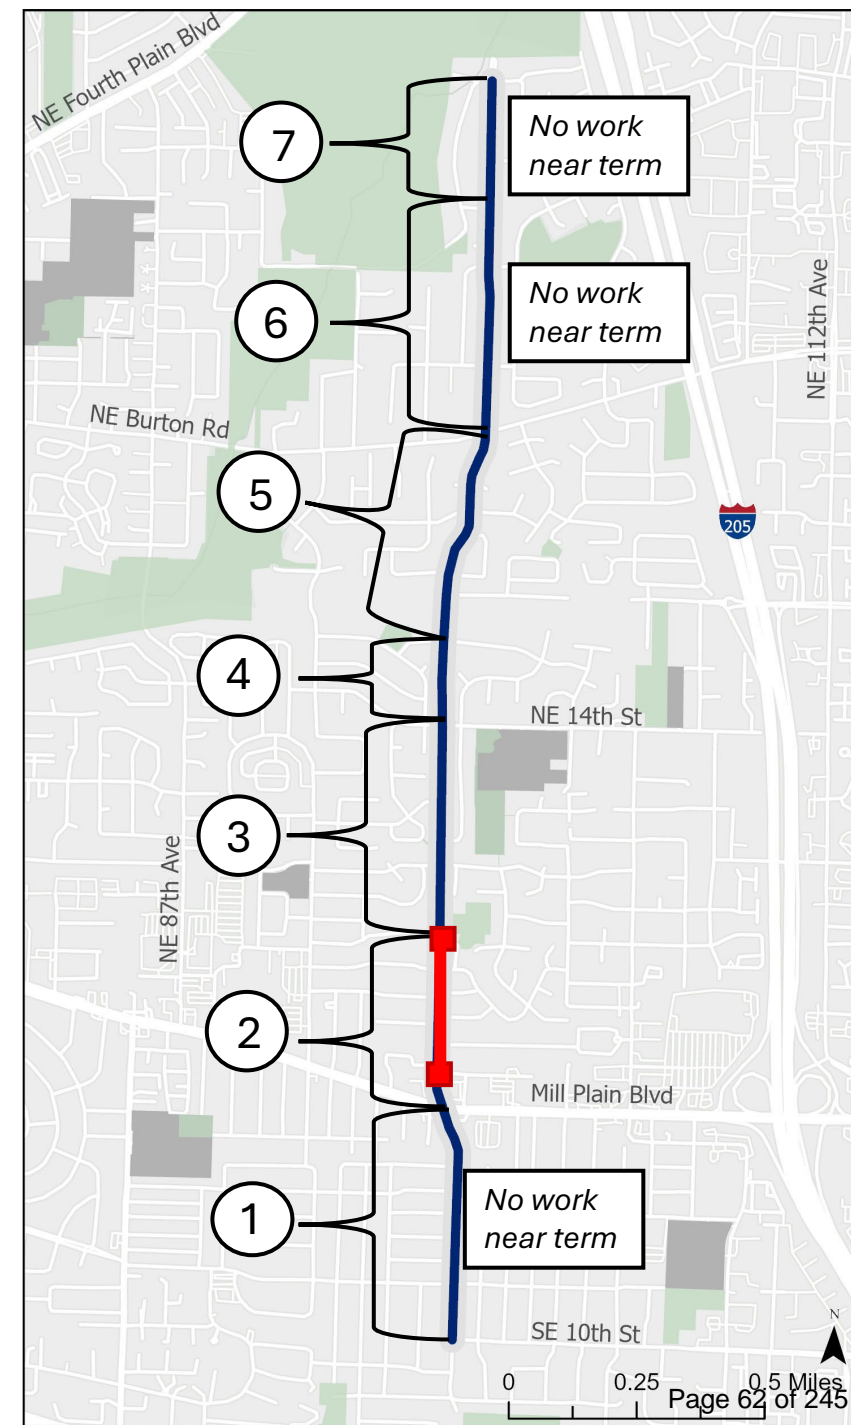 NE Fourth Plain Blvd
7
No work
near term
6
No work
near term
NE 112th Ave
NE Burton Rd
5
205
4
NE 14th St
3
NE 87th Ave
2
Mill Plain Blvd
1
No work
near term
SE 10th St
N
0 0.25 0.5 Miles
Page 62 of 245